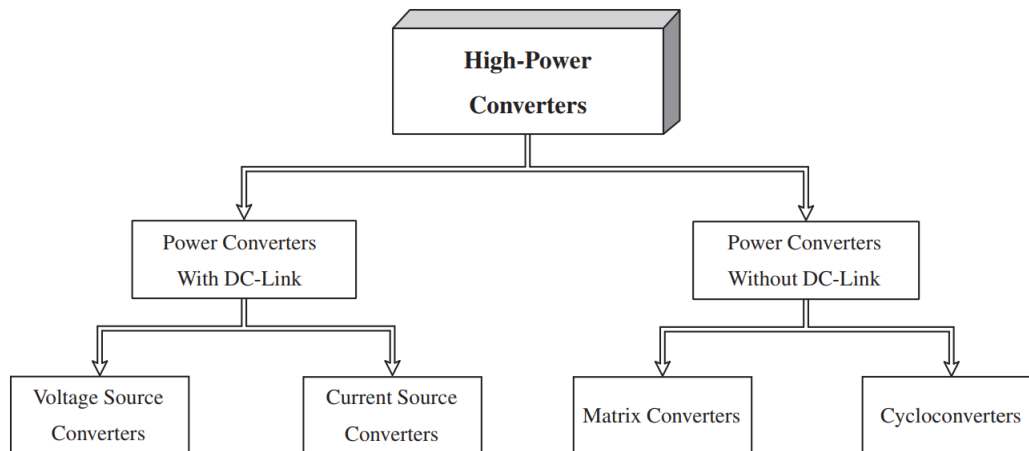 High-Power
Converters
Power Converters
With DC-Link
Power Converters
Without DC-Link
Voltage Source
Converters
Current Source
Converters
Matrix Converters
Cycloconverters